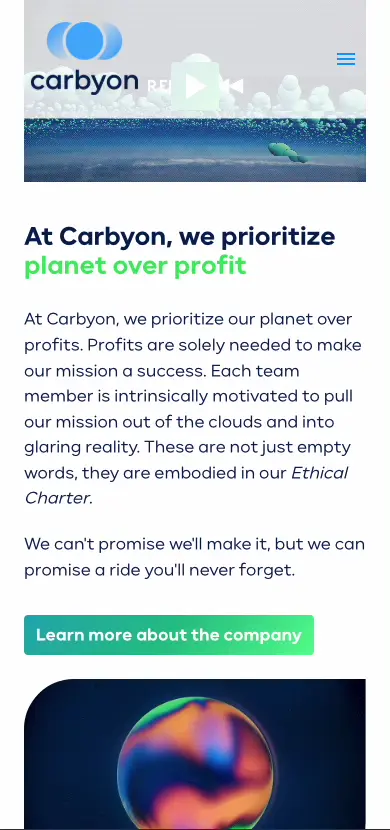 carbyon
At Carbyon, we prioritize
planet over profit
At Carbyon, we prioritize our planet over
profits. Profits are solely needed to make
our mission a success. Each team
member is intrinsically motivated to pull
our mission out of the clouds and into
glaring reality. These are not just empty
words, they are embodied in our Ethical
Charter.
We can't promise we'll make it, but we can
promise a ride you'll never forget.
Learn more about the company